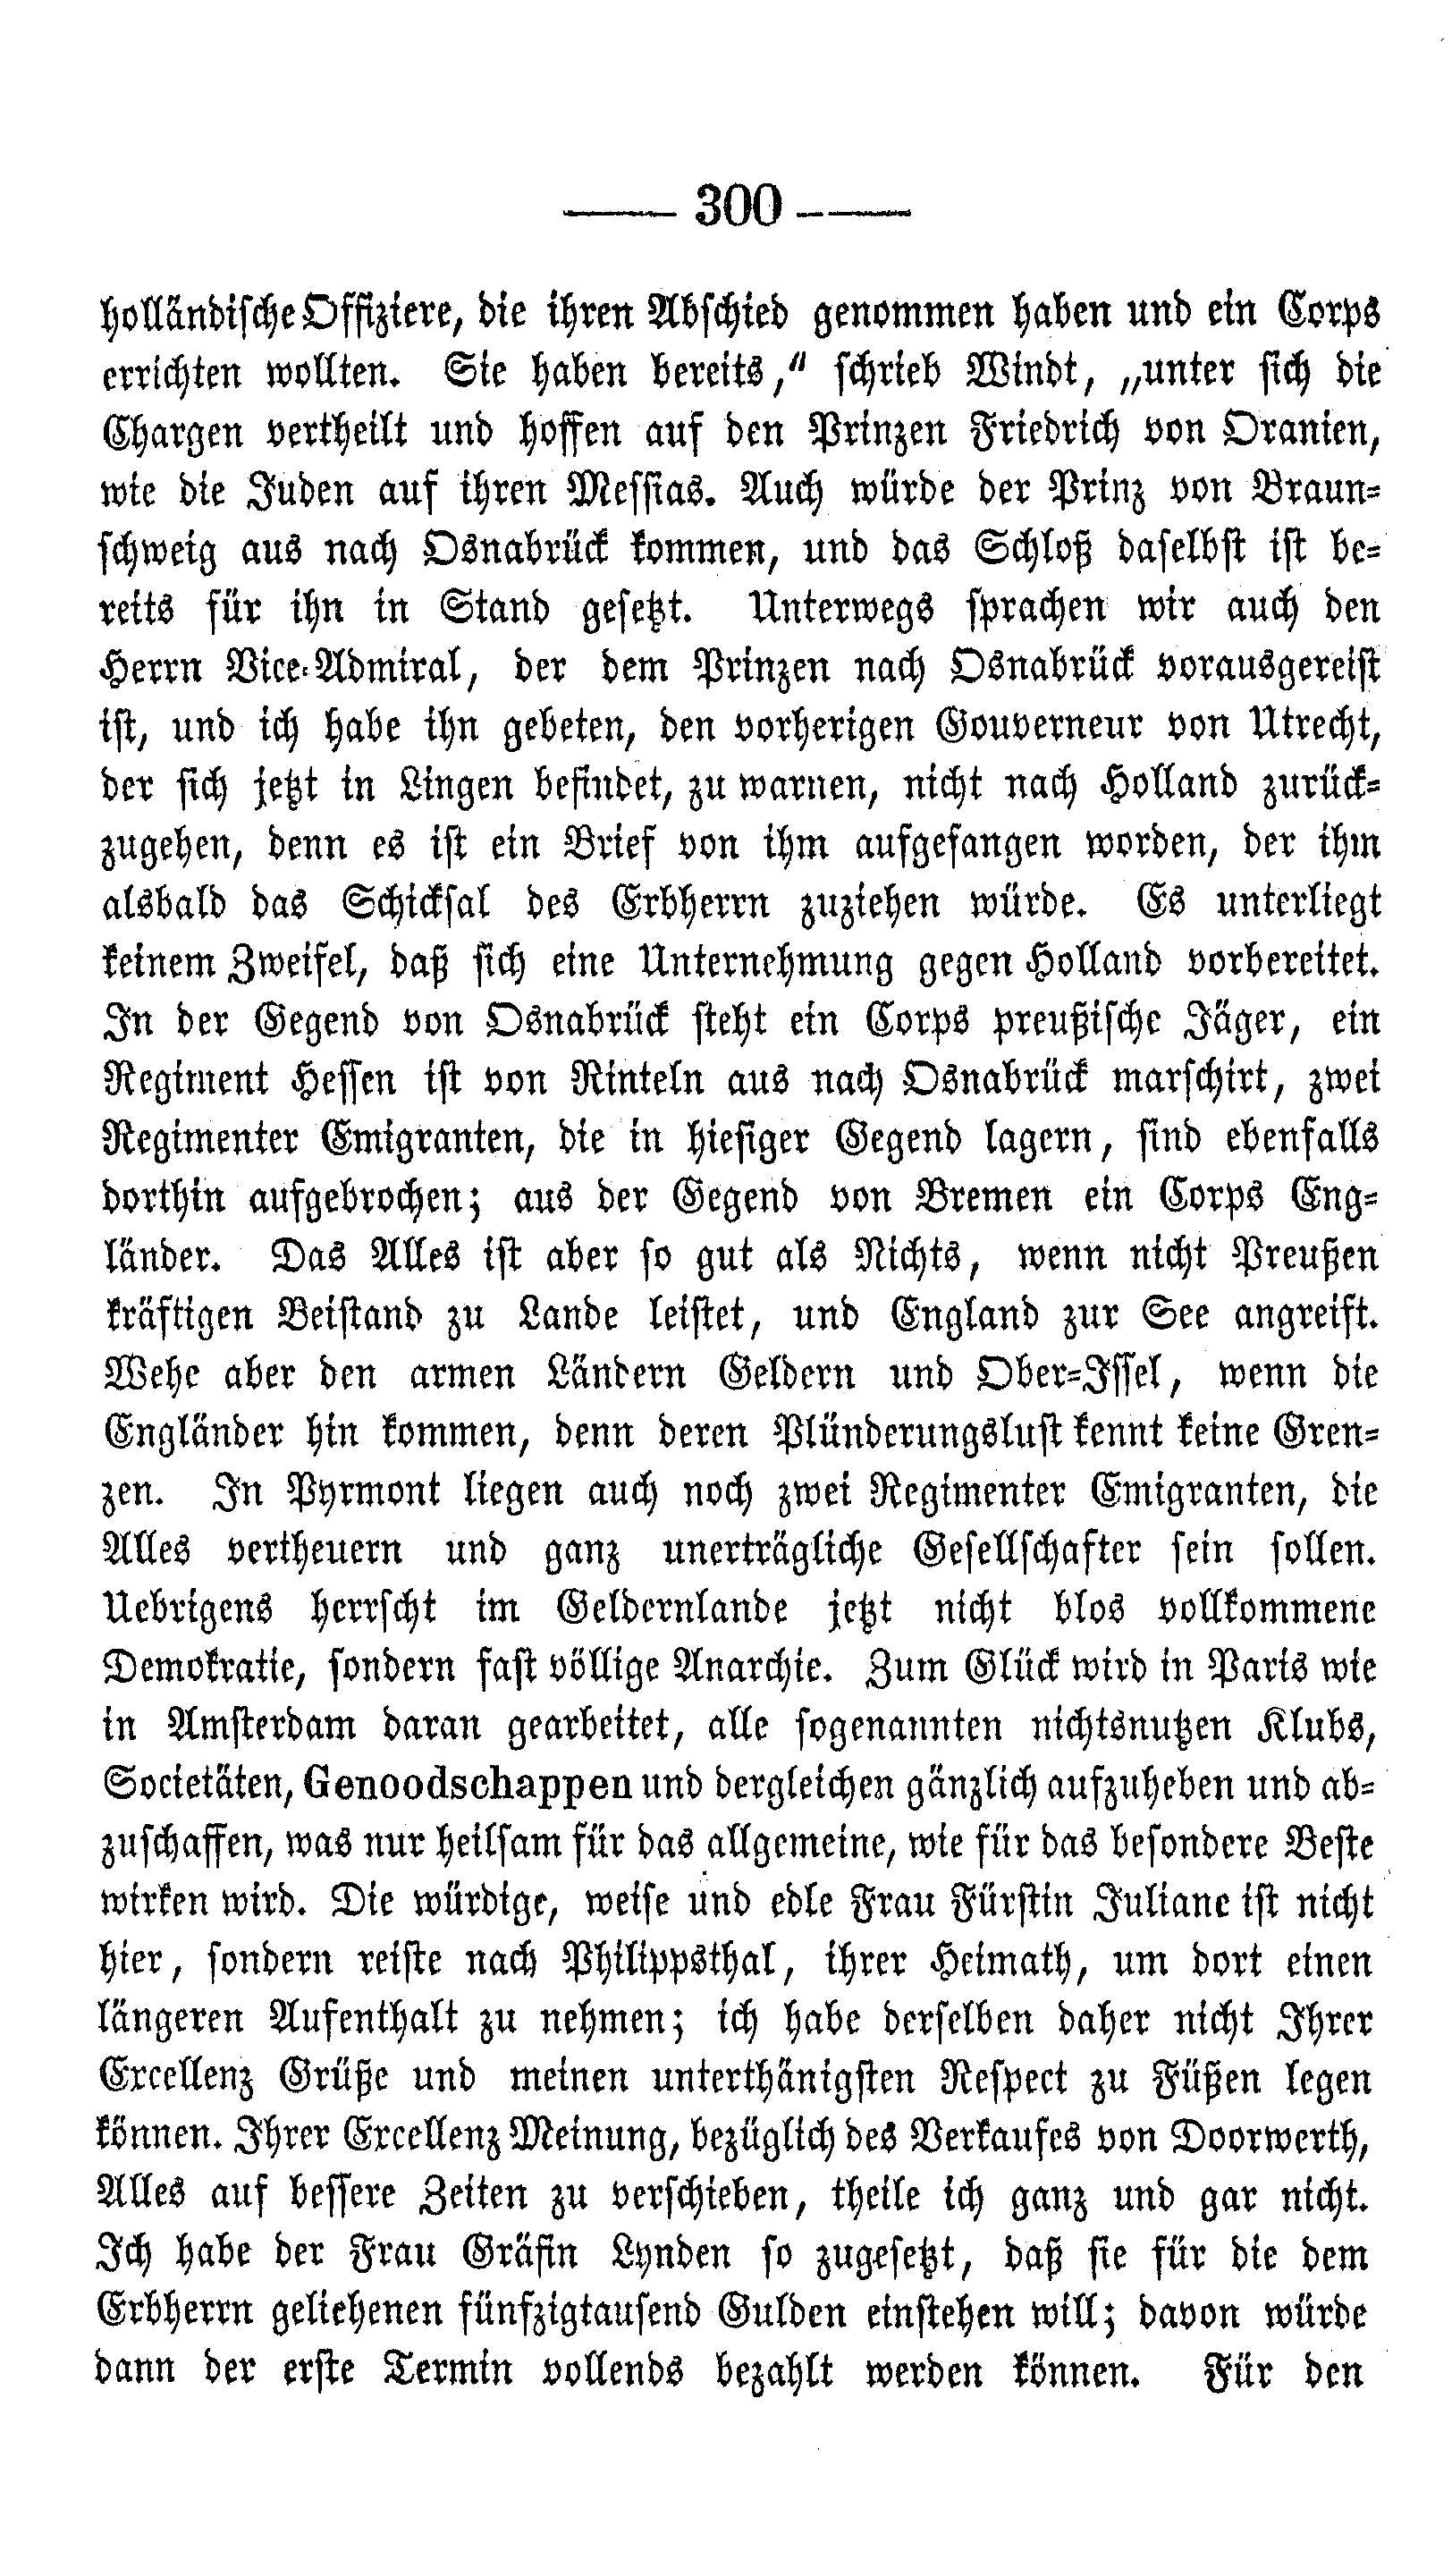 — 300 —
holländische Offiziere, die ihren Abschied genommen haben und ein Corps
errichten wollten. Sie haben bereits,“ schrieb Windt, „unter sich die
Chargen vertheilt und hoffen auf den Prinzen Friedrich von Oranien,
wie die Juden auf ihren Messias. Auch würde der Prinz von Braun-
schweig aus nach Osnabrück kommen, und das Schloß daselbst ist be-
reits für ihn in Stand gesetzt. Unterwegs sprachen wir auch den
Herrn Vice-Admiral, der dem Prinzen nach Osnabrück vorausgereist
ist, und ich habe ihn gebeten, den vorherigen Gouverneur von Utrecht,
der sich jetzt in Lingen befindet, zu warnen, nicht nach Holland zurück-
zugehen, denn es ist ein Brief von ihm aufgefangen worden, der ihm
alsbald das Schicksal des Erbherrn zuziehen würde. Es unterliegt
keinem Zweifel, daß sich eine Unternehmung gegen Holland vorbereitet.
In der Gegend von Osnabrück steht ein Corps preußische Jäger, ein
Regiment Hessen ist von Rinteln aus nach Osnabrück marschirt, zwei
Regimenter Emigranten, die in hiesiger Gegend lagern, sind ebenfalls
dorthin aufgebrochen; aus der Gegend von Bremen ein Corps Eng-
länder. Das Alles ist aber so gut als Nichts, wenn nicht Preußen
kräftigen Beistand zu Lande leistet, und England zur See angreift.
Wehe aber den armen Ländern Geldern und Ober-Issel, wenn die
Engländer hin kommen, denn deren Plünderungslust kennt keine Gren-
zen. In Pyrmont liegen auch noch zwei Regimenter Emigranten, die
Alles vertheuern und ganz unerträgliche Gesellschafter sein sollen.
Uebrigens herrscht im Geldernlande jetzt nicht blos vollkommene
Demokratie, sondern fast völlige Anarchie. Zum Glück wird in Paris wie
in Amsterdam daran gearbeitet, alle sogenannten nichtsnutzen Klubs,
Societäten, Genoodschappen und dergleichen gänzlich aufzuheben und ab-
zuschaffen, was nur heilsam für das allgemeine, wie für das besondere Beste
wirken wird. Die würdige, weise und edle Frau Fürstin Juliane ist nicht
hier, sondern reiste nach Philippsthal, ihrer Heimath, um dort einen
längeren Aufenthalt zu nehmen; ich habe derselben daher nicht Ihrer
Excellenz Grüße und meinen unterthänigsten Respect zu Füßen legen
können. Ihrer Excellenz Meinung, bezüglich des Verkaufes von Doorwerth,
Alles auf bessere Zeiten zu verschieben, theile ich ganz und gar nicht.
Ich habe der Frau Gräfin Lynden so zugesetzt, daß sie für die dem
Erbherrn geliehenen fünfzigtausend Gulden einstehen will; davon würde
dann der erste Termin vollends bezahlt werden können. Für den